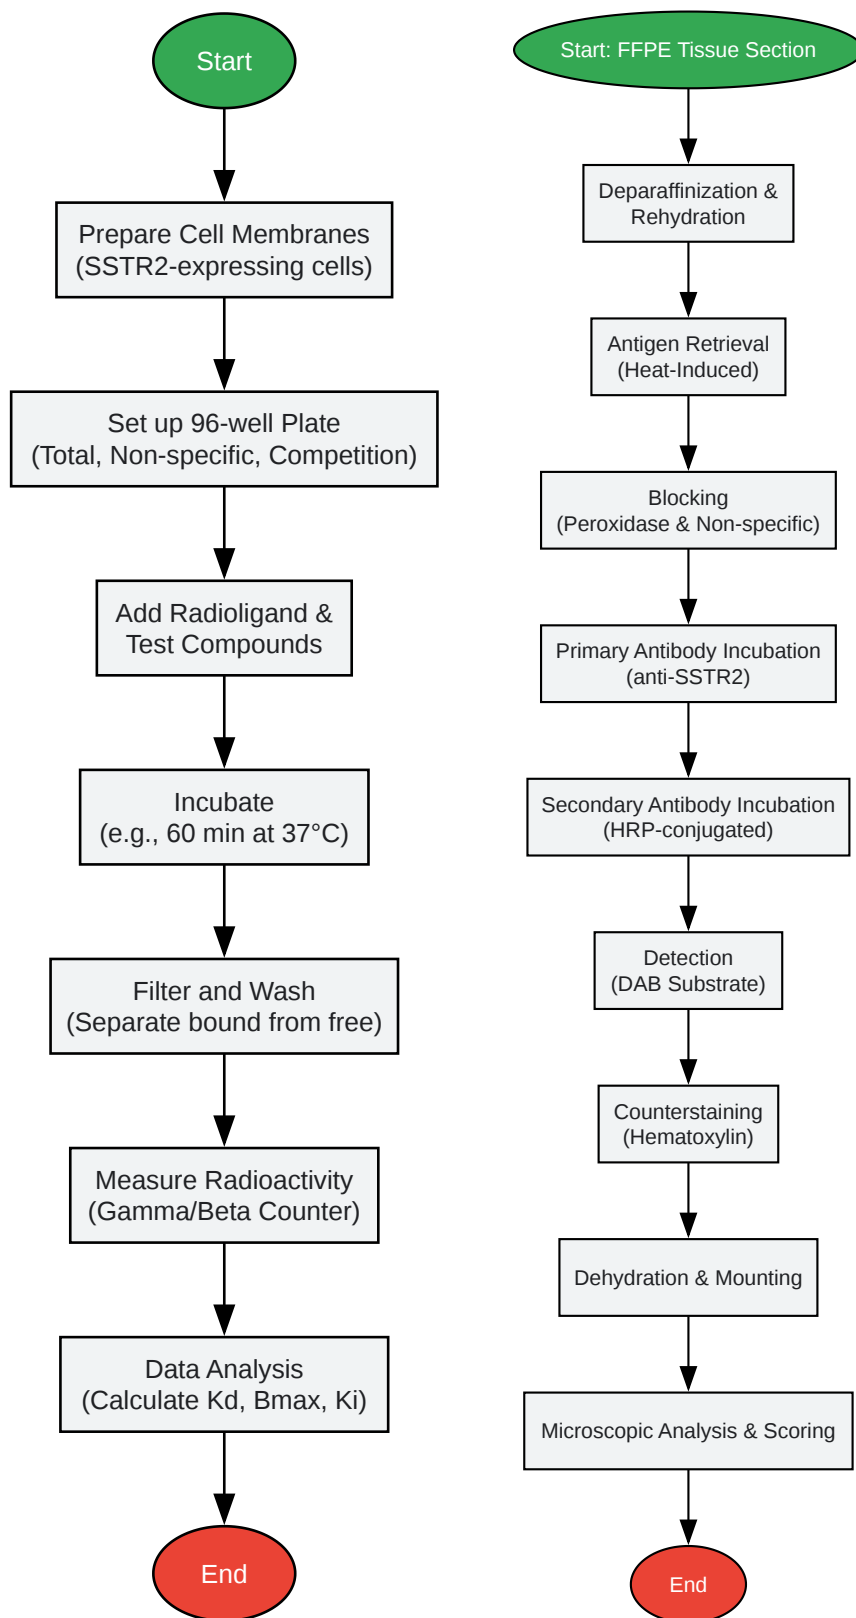 Start
Prepare Cell Membranes
(SSTR2-expressing cells)
Set up 96-well Plate
(Total, Non-specific, Competition)
Add Radioligand &
Test Compounds
Incubate
(e.g., 60 min at 37°C)
Filter and Wash
(Separate bound from free)
Measure Radioactivity
(Gamma/Beta Counter)
Data Analysis
(Calculate Kd, Bmax, Ki)
End
Start: FFPE Tissue Section
Deparaffinization &
Rehydration
Antigen Retrieval
(Heat-Induced)
Blocking
(Peroxidase & Non-specific)
Primary Antibody Incubation
(anti-SSTR2)
Secondary Antibody Incubation
(HRP-conjugated)
Detection
(DAB Substrate)
Counterstaining
(Hematoxylin)
Dehydration & Mounting
Microscopic Analysis & Scoring
End